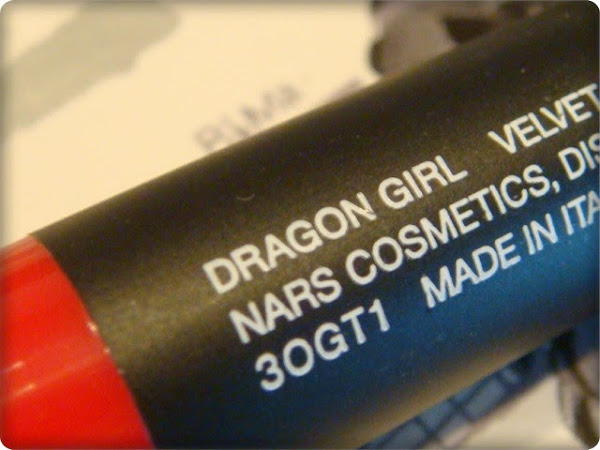 DRAGON GIRL VELVET
NARS COSMETICS, DIS
3OGT1 MADE IN ITA